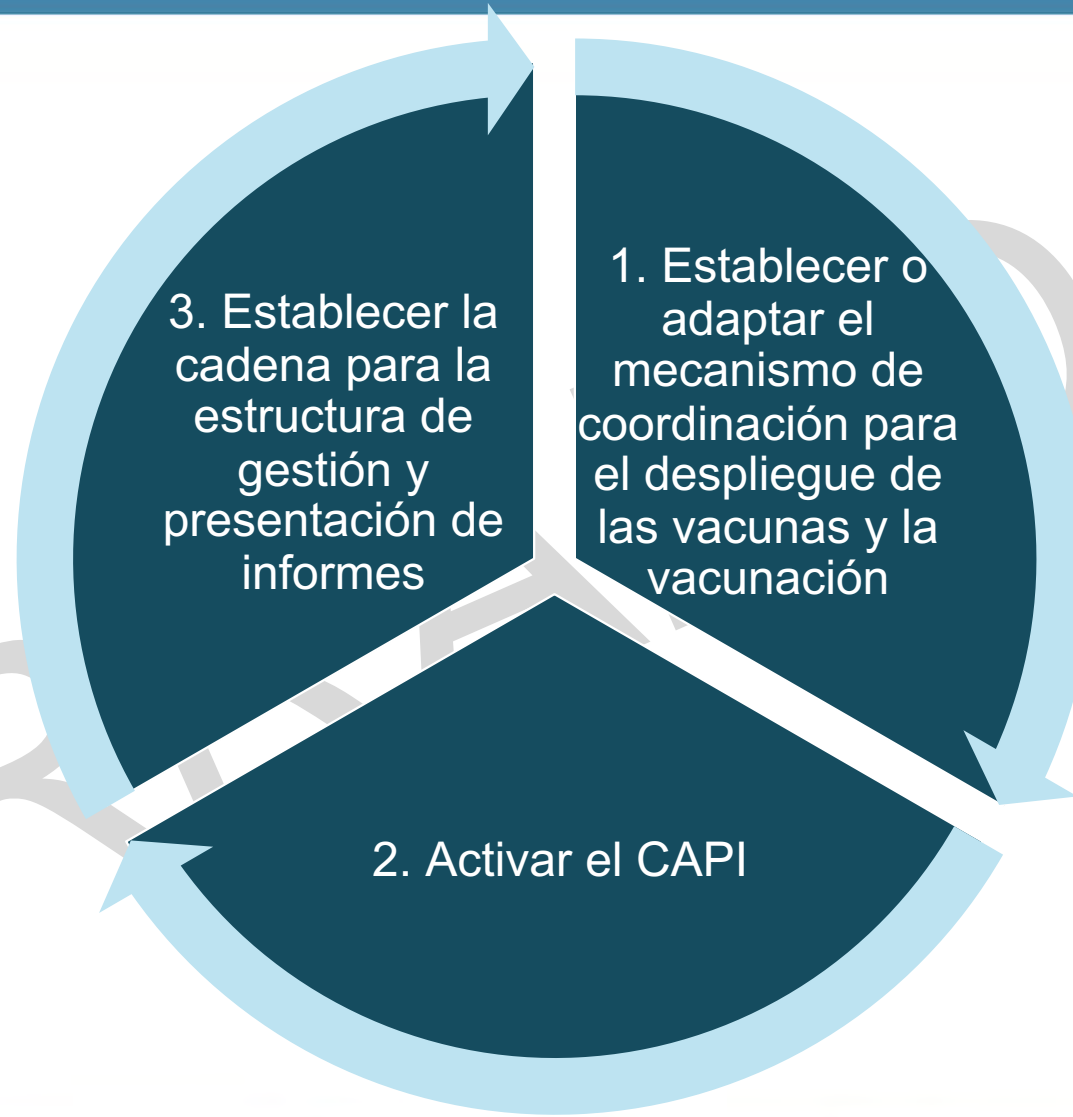 1. Establecer o
adaptar el
mecanismo de
coordinación para
el despliegue de
las vacunas y la
vacunación
2. Activar el CAPI
3. Establecer la
cadena para la
estructura de
gestión y
presentación de
informes